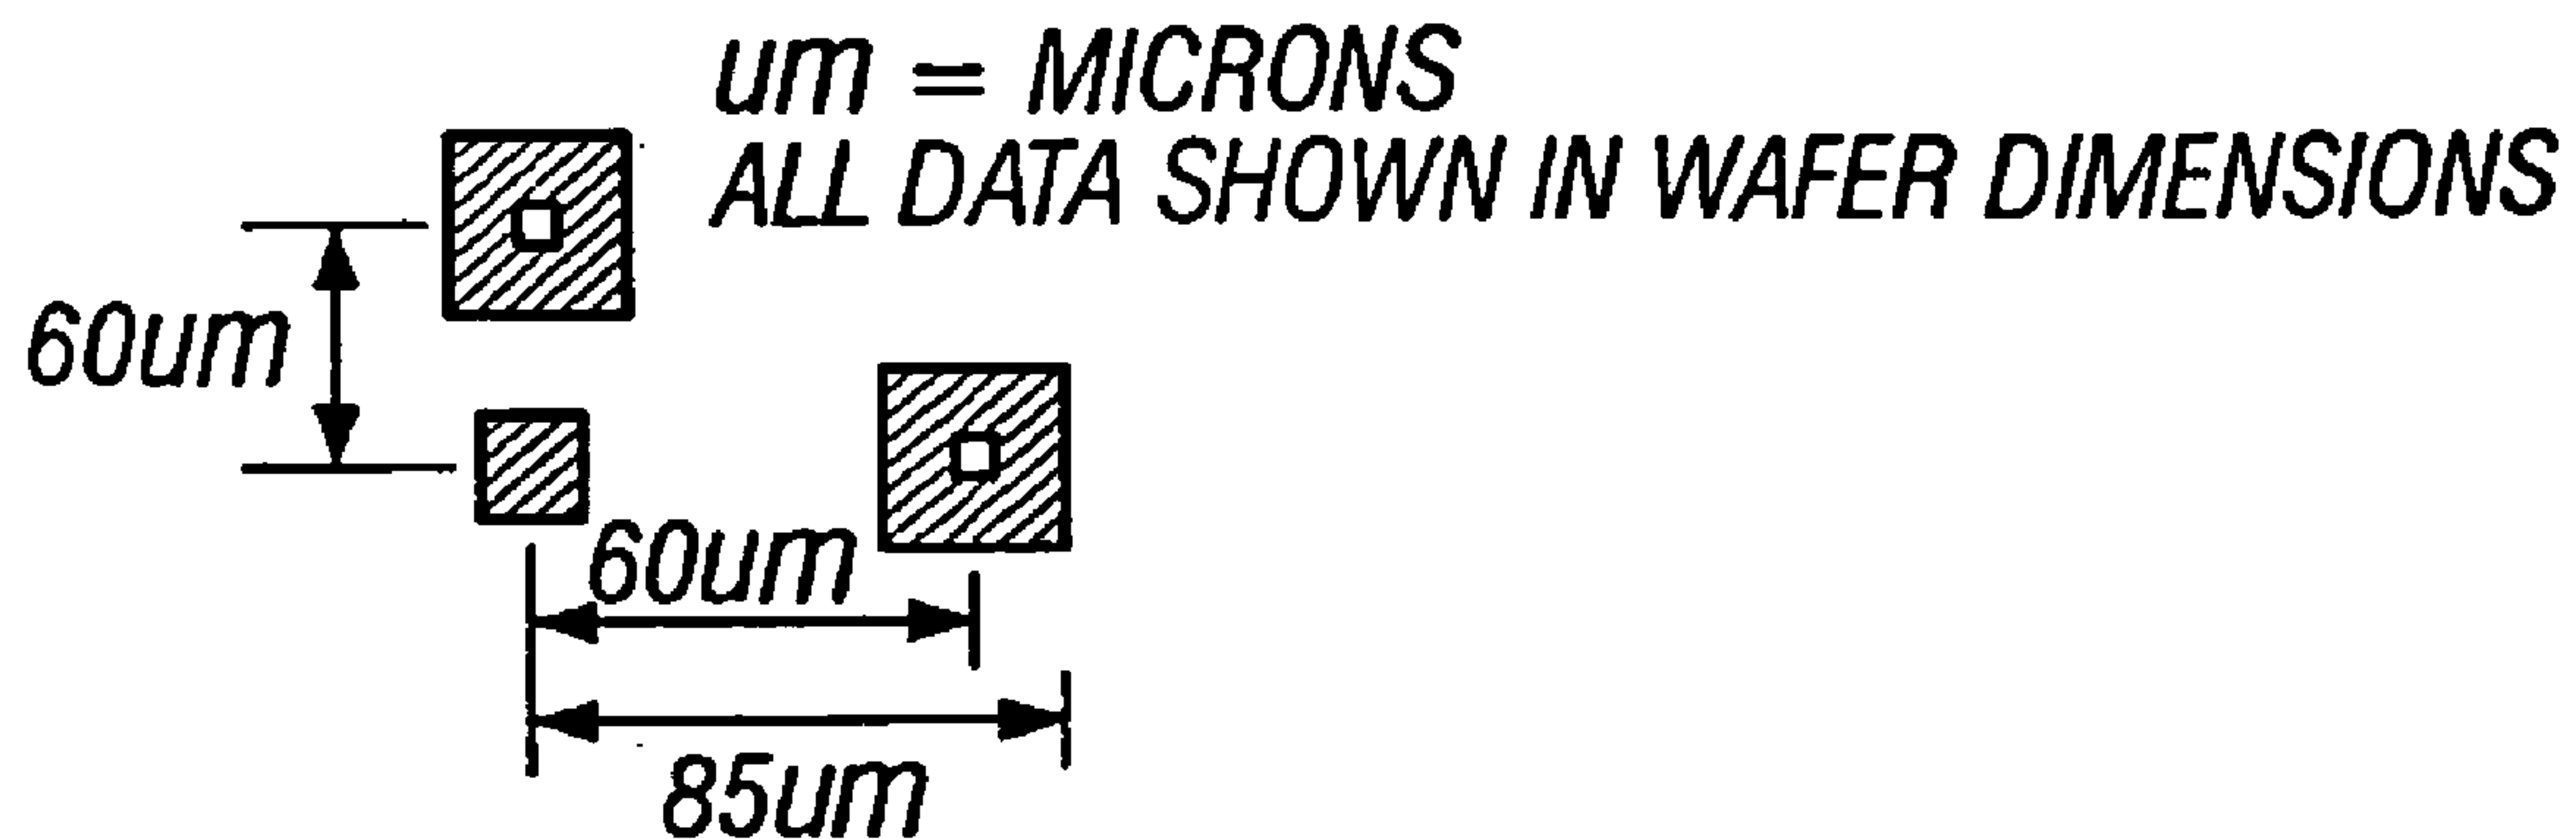 um = MICRONS
ALL DATA SHOWN IN WAFER DIMENSIONS
60um
60um
85um